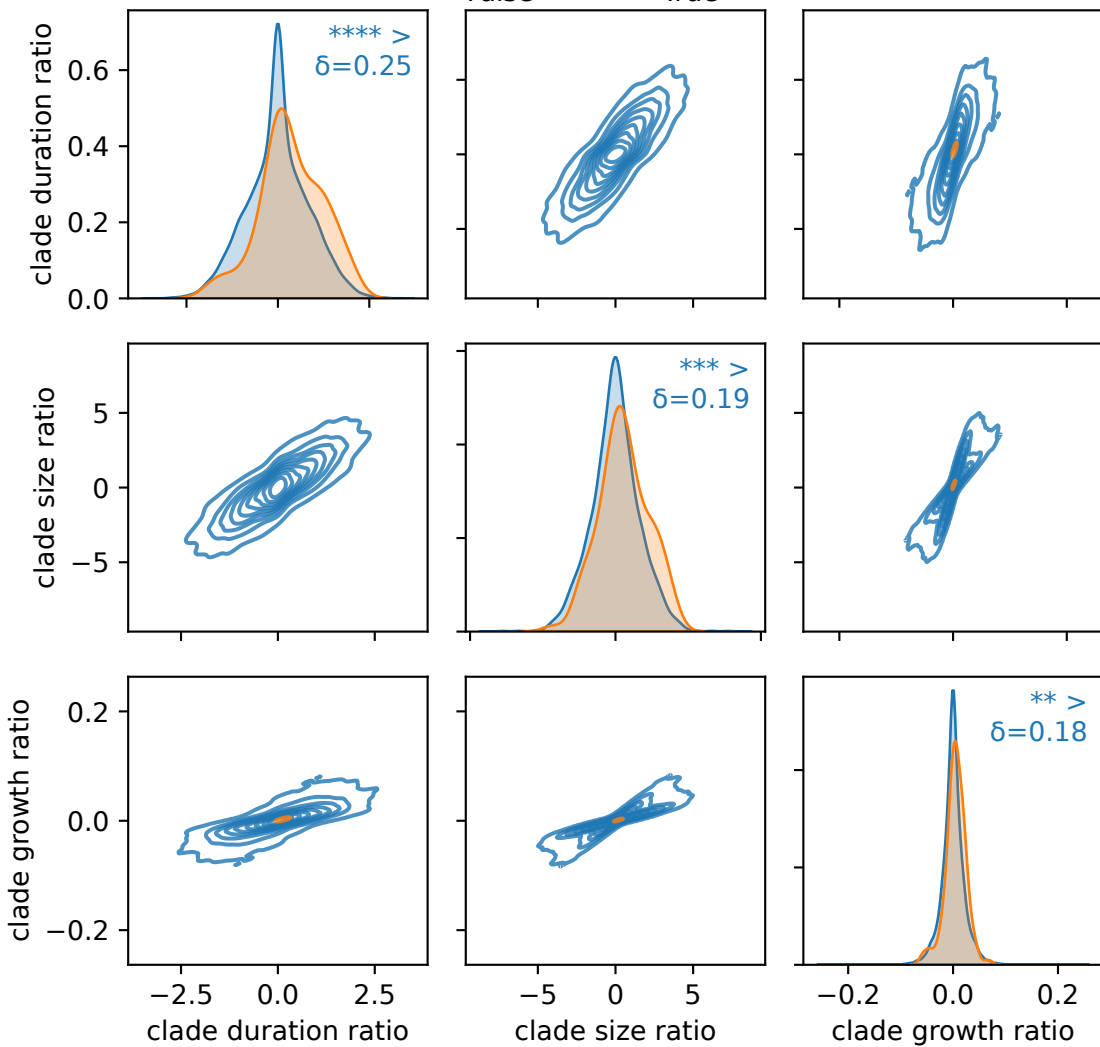 clade duration ratio
0.6
0.4
0.2
0.0
**** >
δ=0.25
clade size ratio
5
0
−5
*** >
δ=0.19
clade growth ratio
0.2
0.0
−0.2
** >
δ=0.18
−2.5 0.0 2.5
−5 0 5
−0.2 0.0 0.2
clade duration ratio
clade size ratio
clade growth ratio